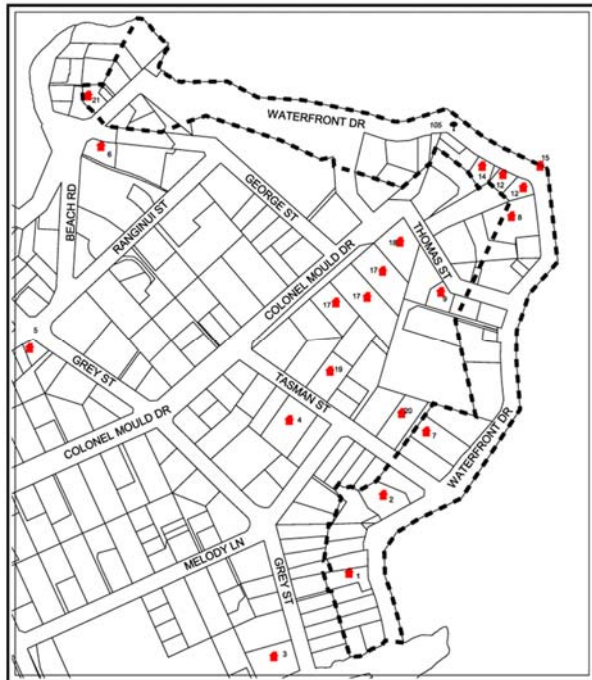 21
WATERFRONT DR
105
15
6
14
12
12
GEORGE ST
BEACH RD
RANGINUI ST
8
THOMAS ST
18
COLONEL MOULD DR
17
9
17
17
5
GREY ST
19
TASMAN ST
20
4
7
COLONEL MOULD DR
WATERFRONT DR
2
MELODY LN
GREY ST
1
3